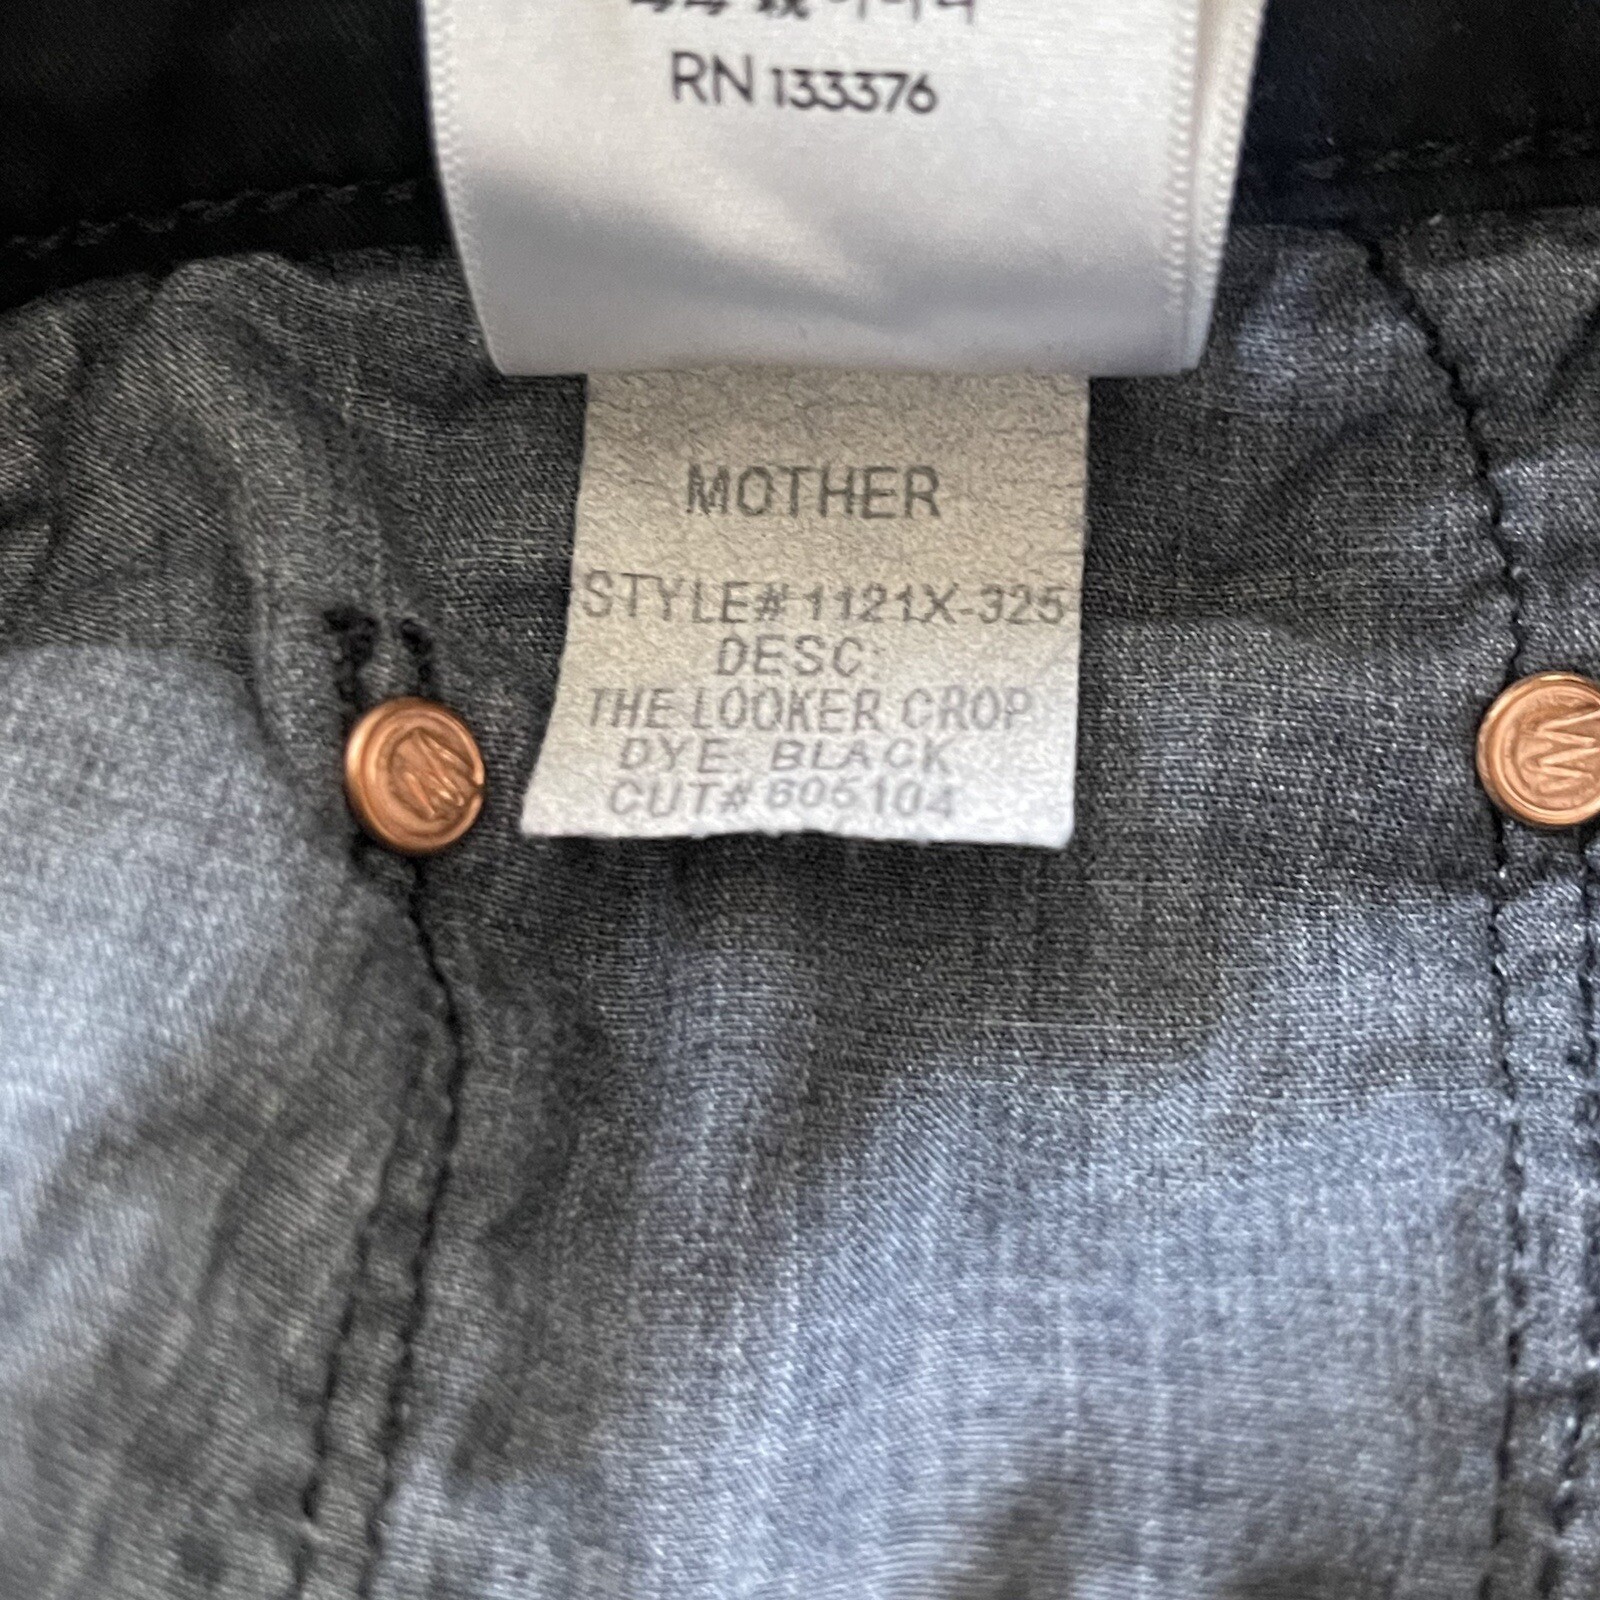 RN 133376
MOTHER
STYLE# 1121X-325
DESC:
THE LOOKER CROP
DYE: BLACK
CUT# 605104
M
M